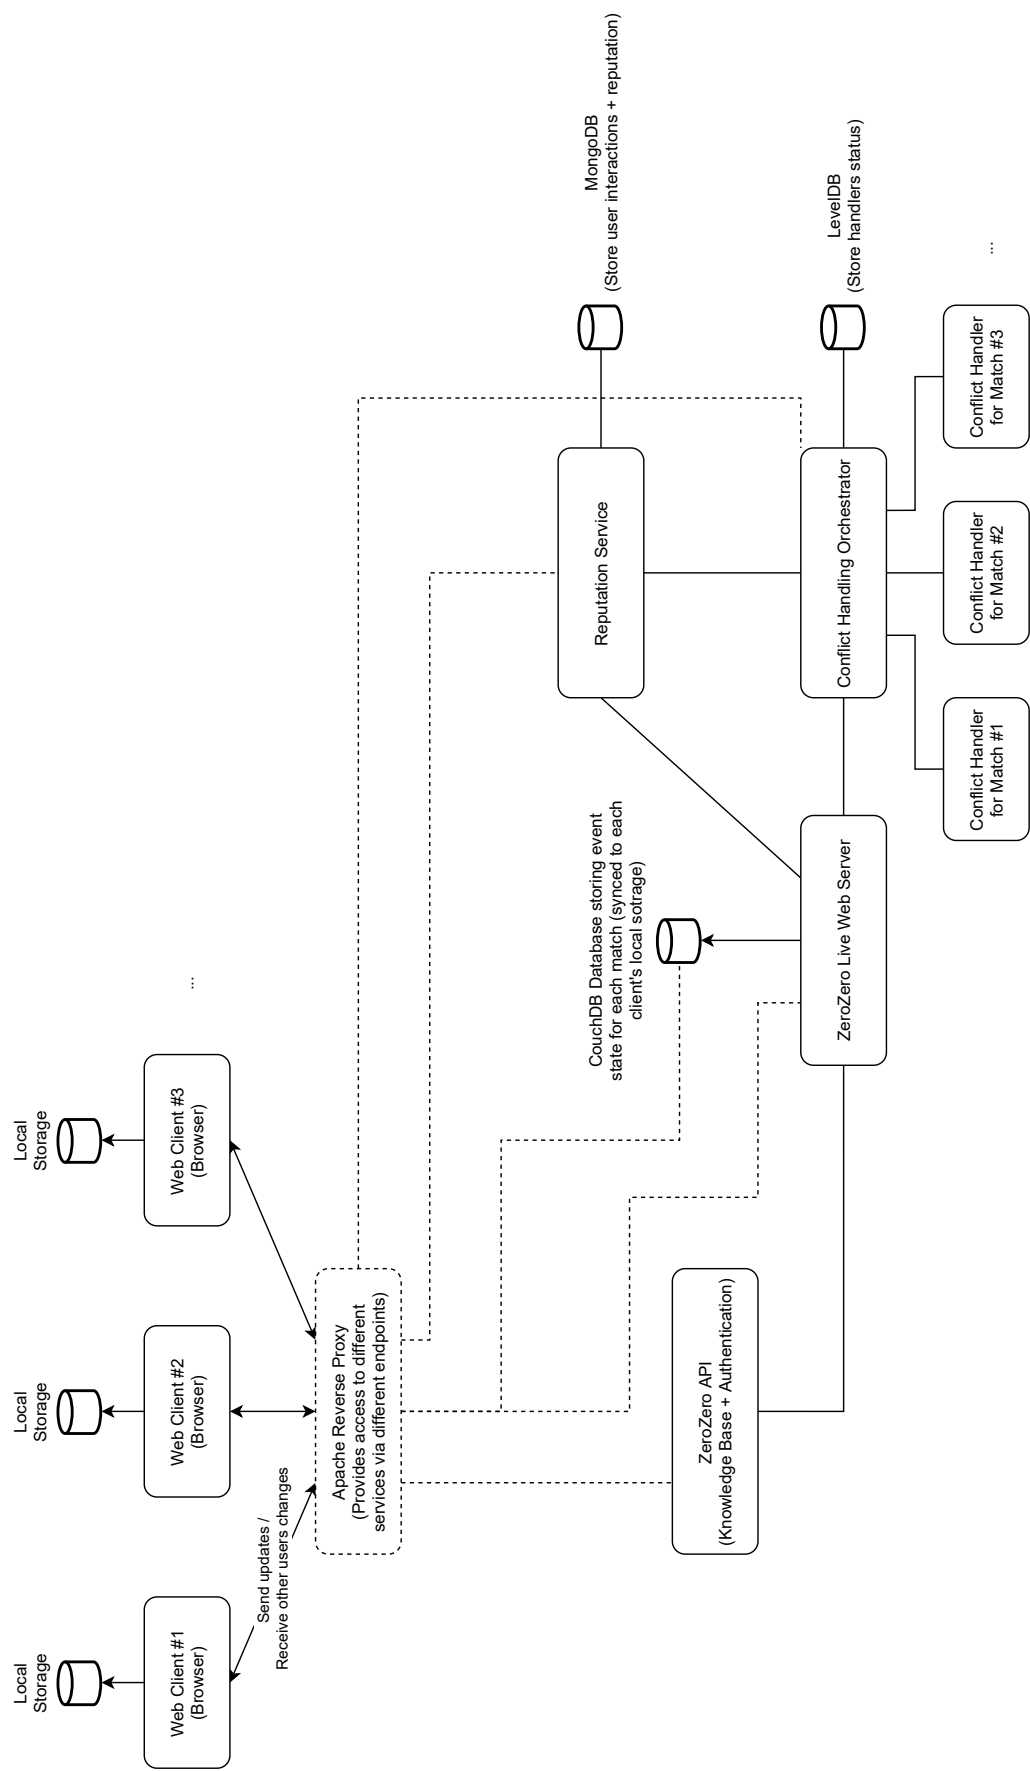 Local
Storage
Local
Storage
Local
Storage
Web Client #1
(Browser)
Web Client #2
(Browser)
Web Client #3
(Browser)
...
Send updates /
Receive other users changes
Apache Reverse Proxy
(Provides access to different
services via different endpoints)
CouchDB Database storing event
state for each match (synced to each
client's local sotrage)
Reputation Service
MongoDB
(Store user interactions + reputation)
ZeroZero API
(Knowledge Base + Authentication)
ZeroZero Live Web Server
Conflict Handling Orchestrator
LevelDB
(Store handlers status)
Conflict Handler
for Match #1
Conflict Handler
for Match #2
Conflict Handler
for Match #3
...